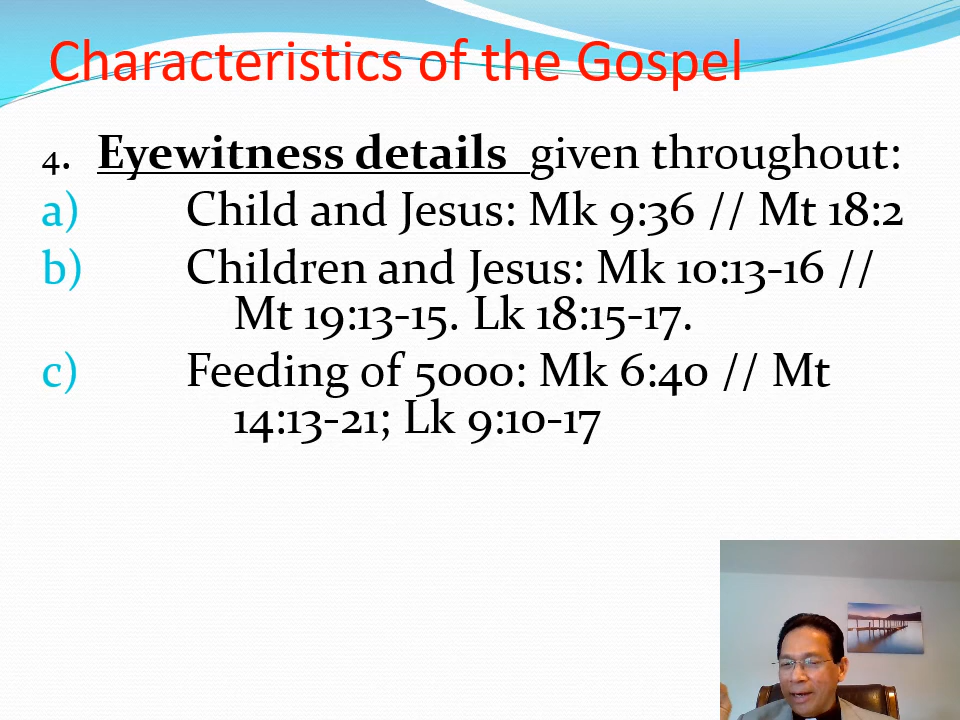 Characteristics of the Gospel
4. Eyewitness details given throughout:
a) Child and Jesus: Mk 9:36 // Mt 18:2
b) Children and Jesus: Mk 10:13-16 //
Mt 19:13-15. Lk 18:15-17.
c) Feeding of 5000: Mk 6:40 // Mt
14:13-21; Lk 9:10-17